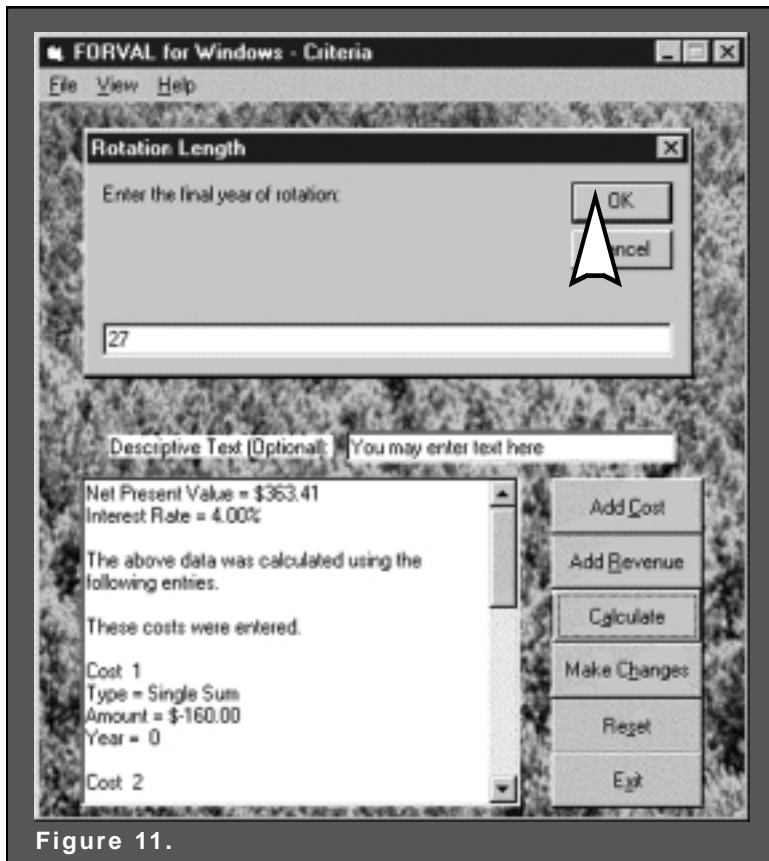 FORVAL for Windows - Criteria
File View Help
Rotation Length
Enter the final year of rotation:
OK
27
Descriptive Text (Optional): You may enter text here
Net Present Value = $363.41
Interest Rate = 4.00%
The above data was calculated using the
following entries.
These costs were entered.
Cost 1
Type = Single Sum
Amount = $-160.00
Year = 0
Cost 2
Add Cost
Add Revenue
Calculate
Make Changes
Reset
Exit
Figure 11.